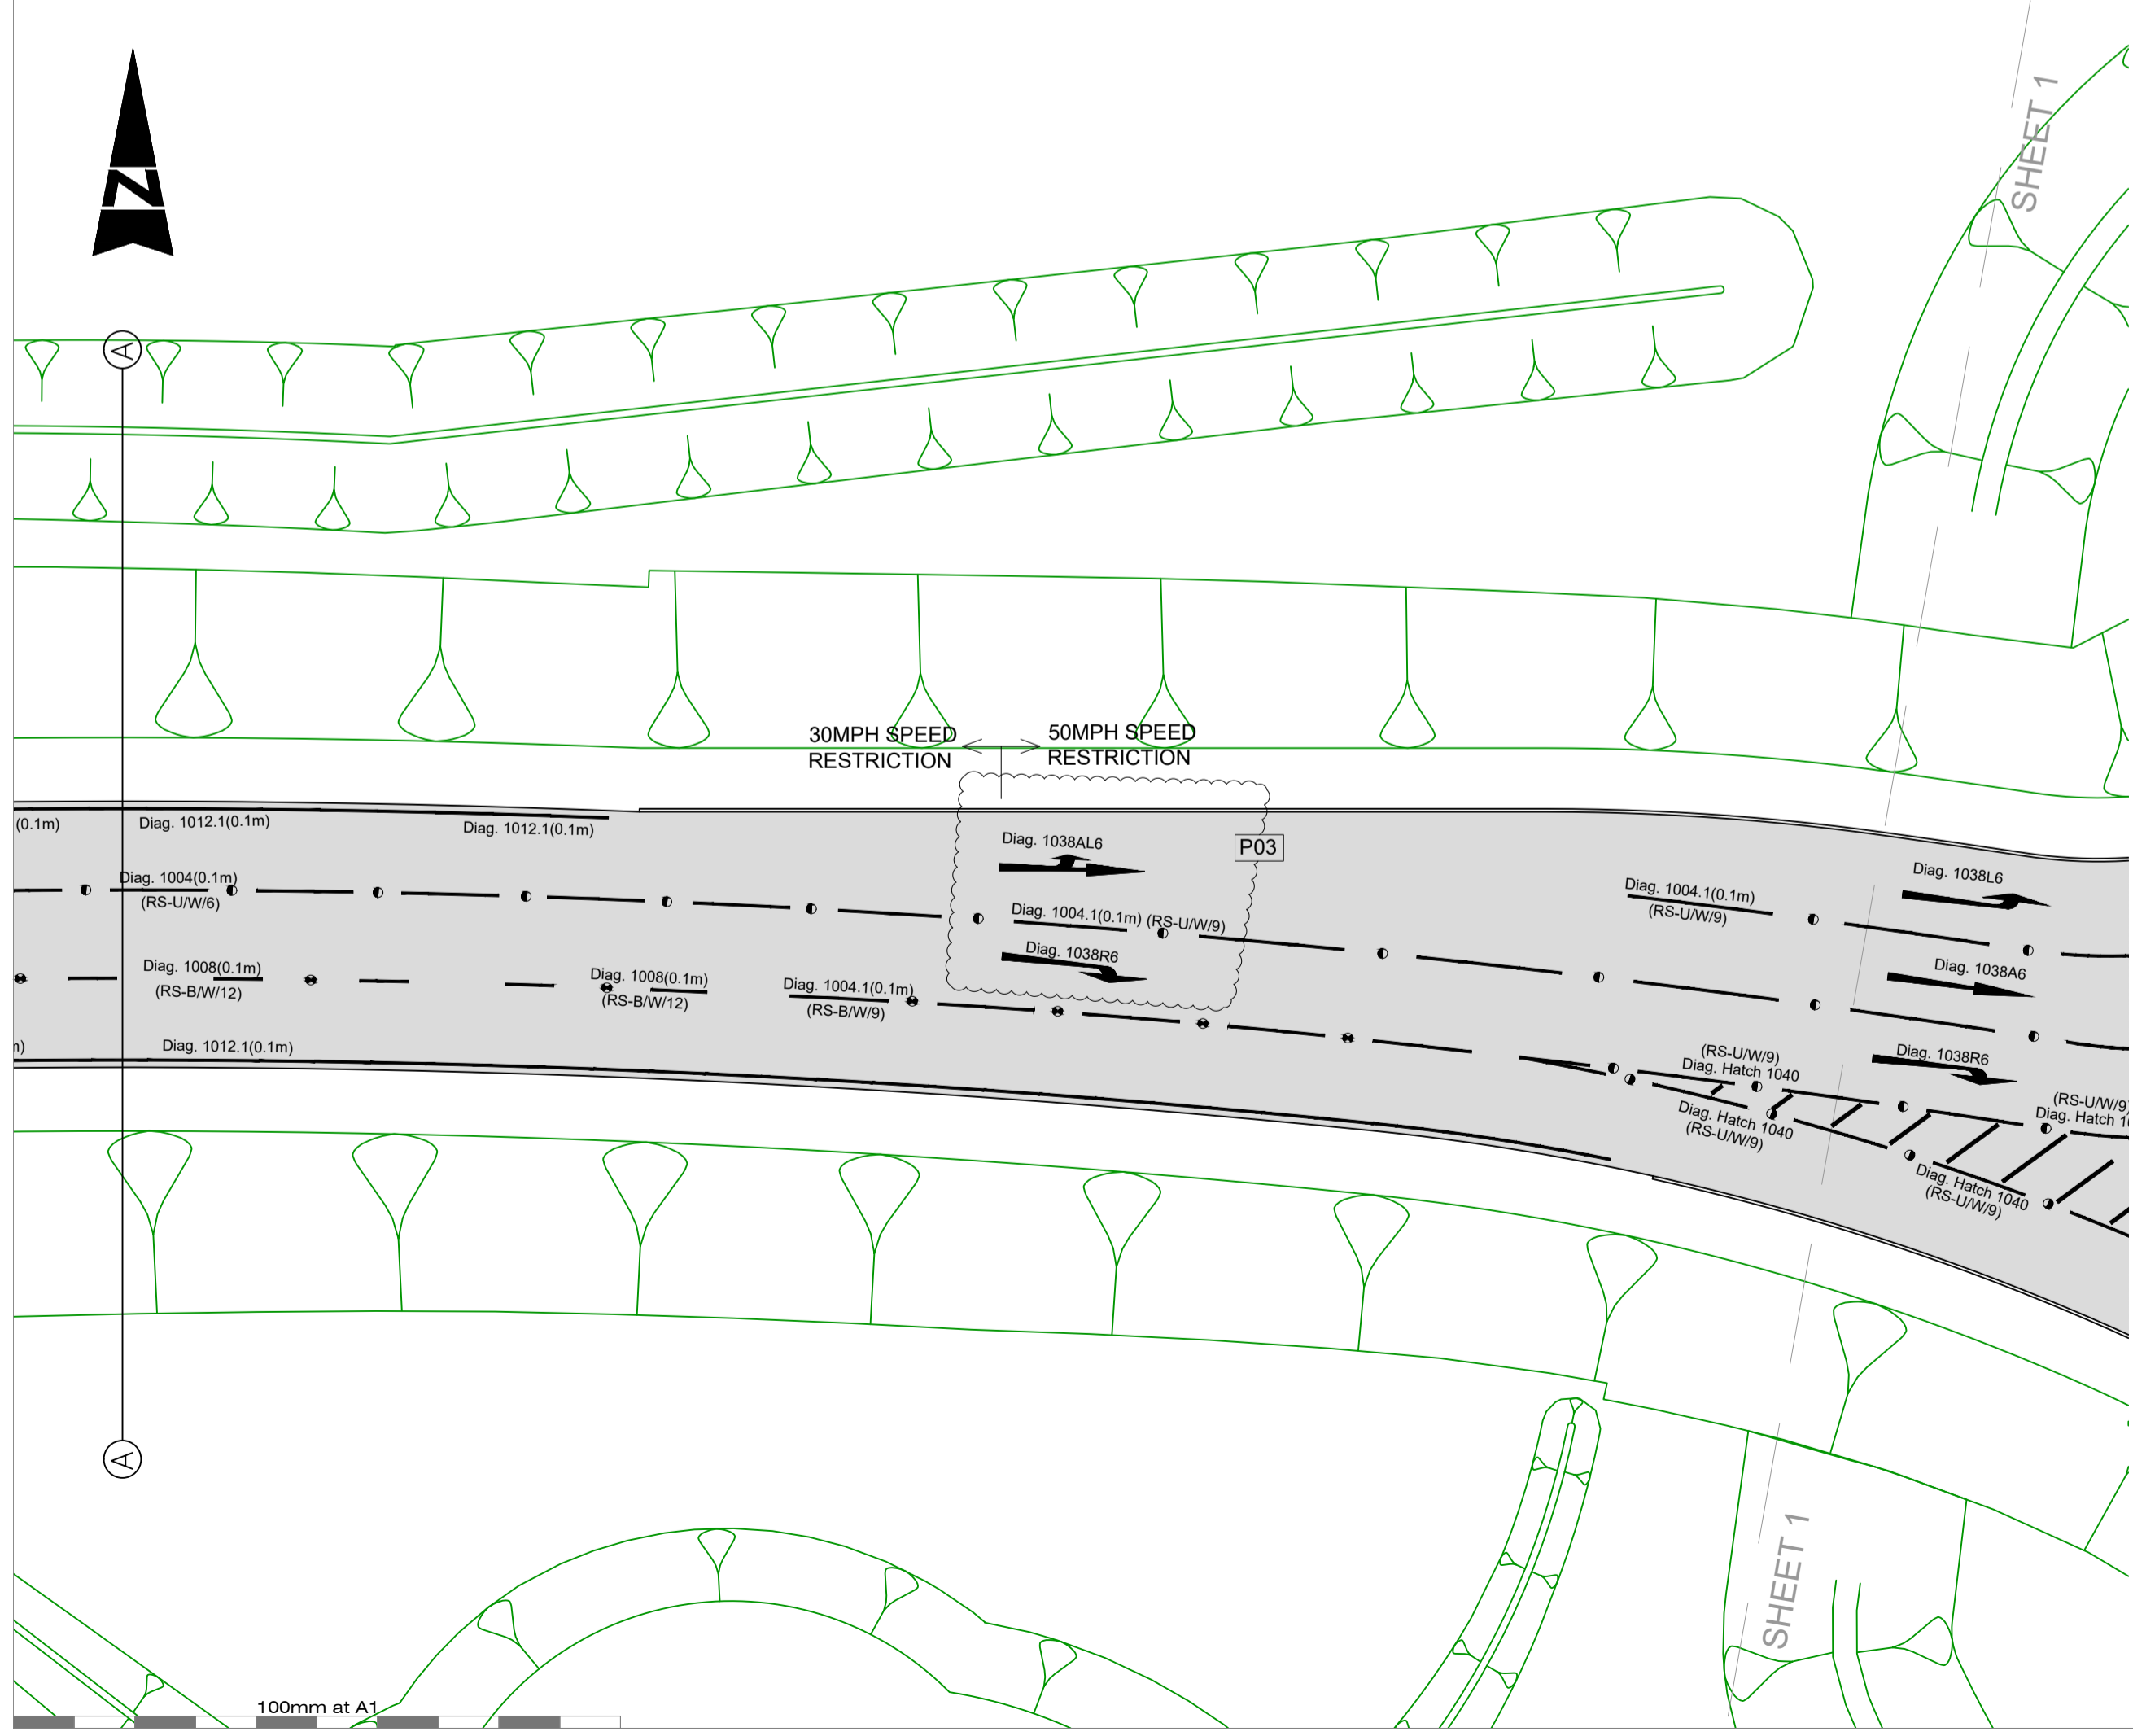 N
SHEET 1
A
30MPH SPEED
RESTRICTION
50MPH SPEED
RESTRICTION
(0.1m)
Diag. 1012.1(0.1m)
Diag. 1012.1(0.1m)
Diag. 1038AL6
P03
Diag. 1004(0.1m)
(RS-U/W/6)
Diag. 1004.1(0.1m) (RS-U/W/9)
Diag. 1004.1(0.1m)
(RS-U/W/9)
Diag. 1038L6
Diag. 1038R6
Diag. 1008(0.1m)
(RS-B/W/12)
Diag. 1008(0.1m)
(RS-B/W/12)
Diag. 1004.1(0.1m)
(RS-B/W/9)
Diag. 1038A6
m)
Diag. 1012.1(0.1m)
(RS-U/W/9)
Diag. Hatch 1040
Diag. 1038R6
Diag. Hatch 1040
(RS-U/W/9)
(RS-U/W/9)
Diag. Hatch 1
Diag. Hatch 1040
(RS-U/W/9)
A
SHEET 1
100mm at A1